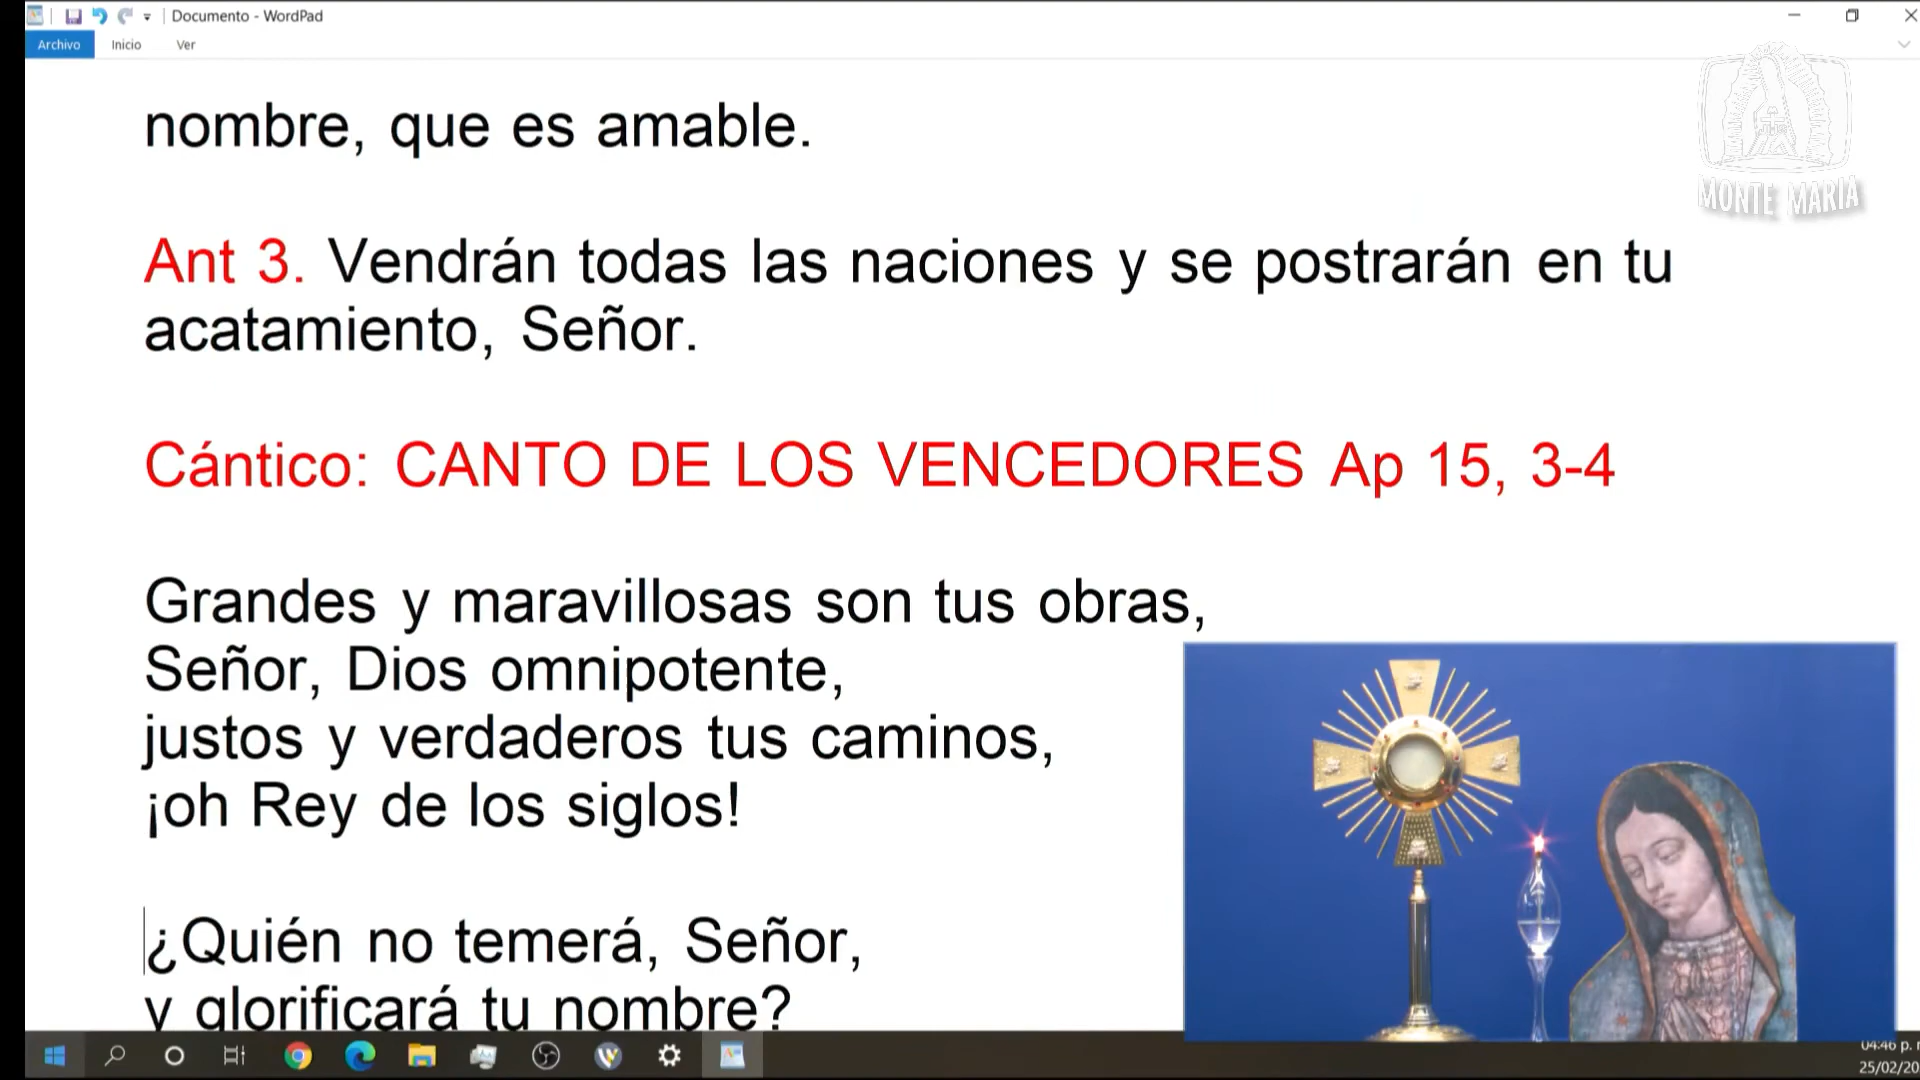 Documento - WordPad
Archivo Inicio Ver
MONTE MARIA
nombre, que es amable.
Ant 3. Vendrán todas las naciones y se postrarán en tu
acatamiento, Señor.
Cántico: CANTO DE LOS VENCEDORES Ap 15, 3-4
Grandes y maravillosas son tus obras,
Señor, Dios omnipotente,
justos y verdaderos tus caminos,
¡oh Rey de los siglos!
¿Quién no temerá, Señor,
y glorificará tu nombre?
04:46 p.
25/02/20